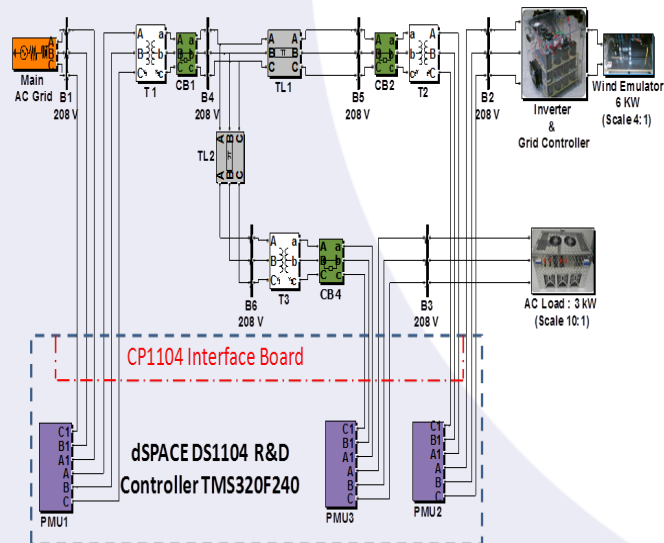 Main
AC Grid
B1
208 V
A
B
C
A
B
C
a
b
c
T1
A
B
C
a
b
c
CB1
B4
208 V
A
B
C
A
B
C
TL1
B5
208 V
A
B
C
a
b
c
CB2
A
B
C
a
b
c
T2
B2
208 V
Inverter
&
Grid Controller
Wind Emulator
6 KW
(Scale 4:1)
TL2
A
B
C
A
B
C
B6
208 V
A
B
C
a
b
c
T3
A
B
C
a
b
c
CB4
B3
208 V
AC Load : 3 kW
(Scale 10:1)
CP1104 Interface Board
dSPACE DS1104 R&D
Controller TMS320F240
C1
B1
A1
A
B
C
PMU1
C1
B1
A1
A
B
C
PMU3
C1
B1
A1
A
B
C
PMU2